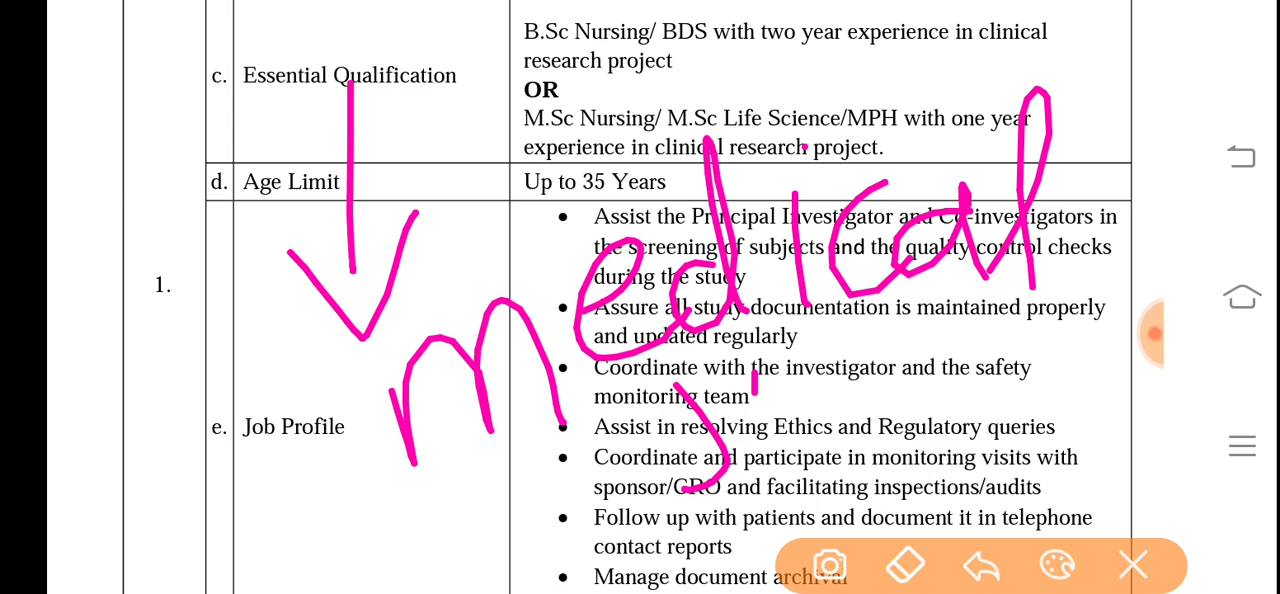 B.Sc Nursing/ BDS with two year experience in clinical
research project
c. Essential Qualification
OR
M.Sc Nursing/ M.Sc Life Science/MPH with one year
experience in clinical research project.
d. Age Limit
Up to 35 Years
1.
e. Job Profile
• Assist the Principal Investigator and Co-investigators in
the screening of subjects and the quality control checks
during the study
• Assure all study documentation is maintained properly
and updated regularly
• Coordinate with the investigator and the safety
monitoring team
• Assist in resolving Ethics and Regulatory queries
• Coordinate and participate in monitoring visits with
sponsor/CRO and facilitating inspections/audits
• Follow up with patients and document it in telephone
contact reports
• Manage document archival
medical